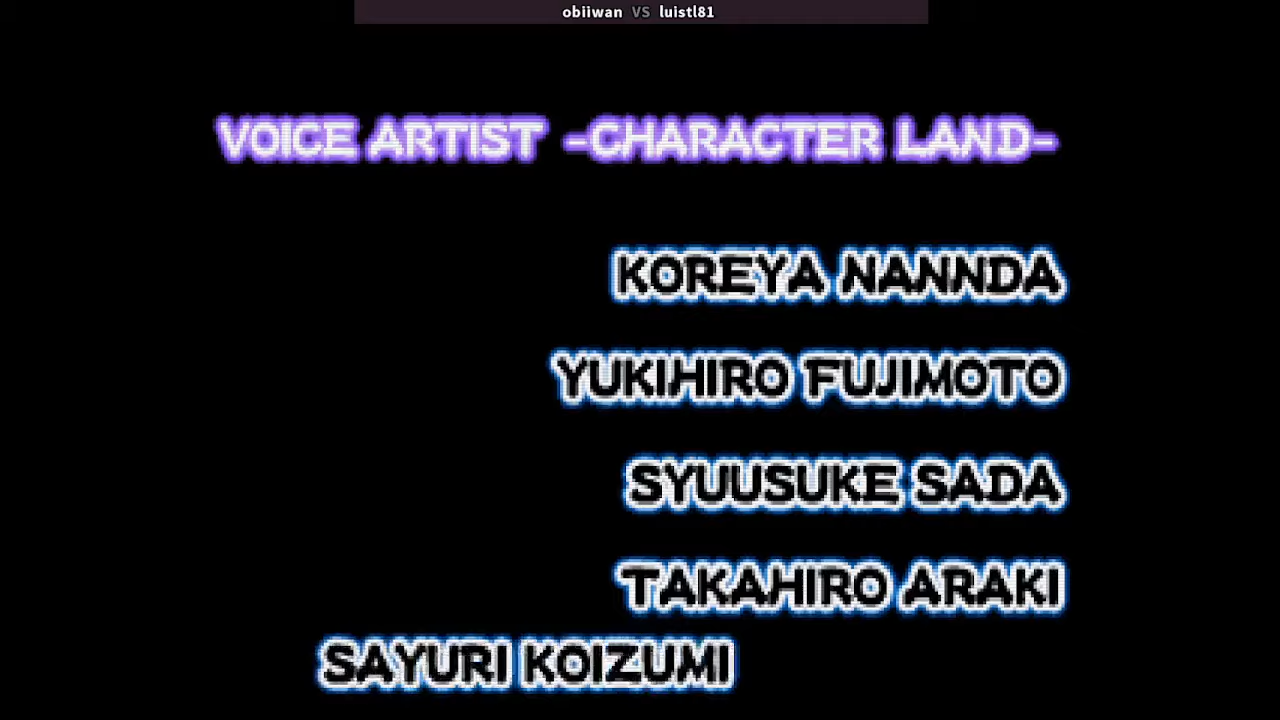 obiiwan VS luistl81
VOICE ARTIST -CHARACTER LAND-
KOREYA NANNDA
YUKIHIRO FUJIMOTO
SYUUSUKE SADA
TAKAHIRO ARAKI
SAYURI KOIZUMI